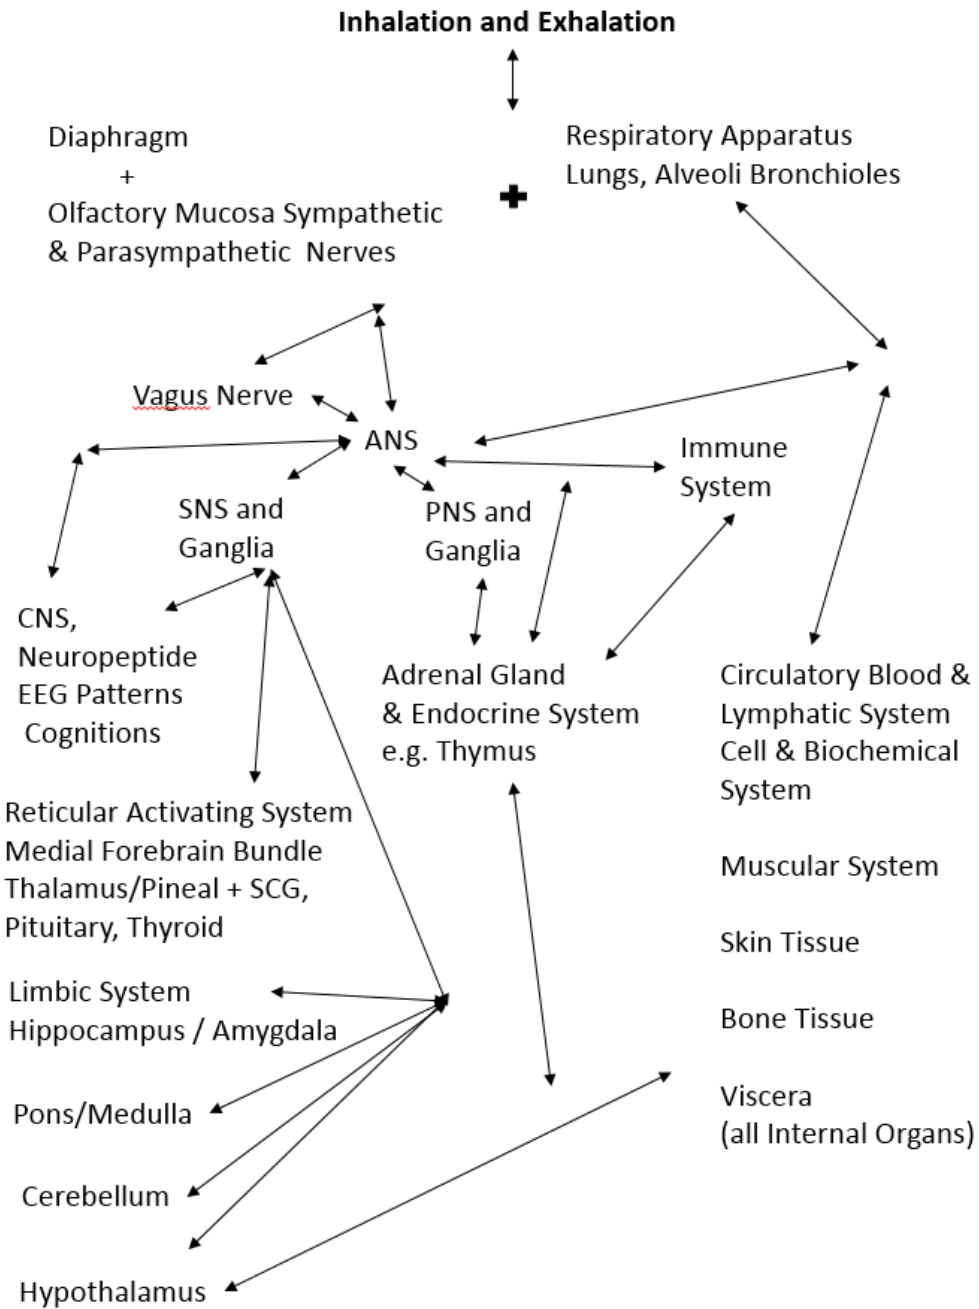 Inhalation and Exhalation
Diaphragm
+
Olfactory Mucosa Sympathetic
& Parasympathetic Nerves
Respiratory Apparatus
Lungs, Alveoli Bronchioles
Vagus Nerve
ANS
Immune
System
SNS and
Ganglia
PNS and
Ganglia
CNS,
Neuropeptide
EEG Patterns
Cognitions
Adrenal Gland
& Endocrine System
e.g. Thymus
Circulatory Blood &
Lymphatic System
Cell & Biochemical
System
Reticular Activating System
Medial Forebrain Bundle
Thalamus/Pineal + SCG,
Pituitary, Thyroid
Muscular System
Skin Tissue
Limbic System
Hippocampus / Amygdala
Bone Tissue
Pons/Medulla
Viscera
(all Internal Organs)
Cerebellum
Hypothalamus